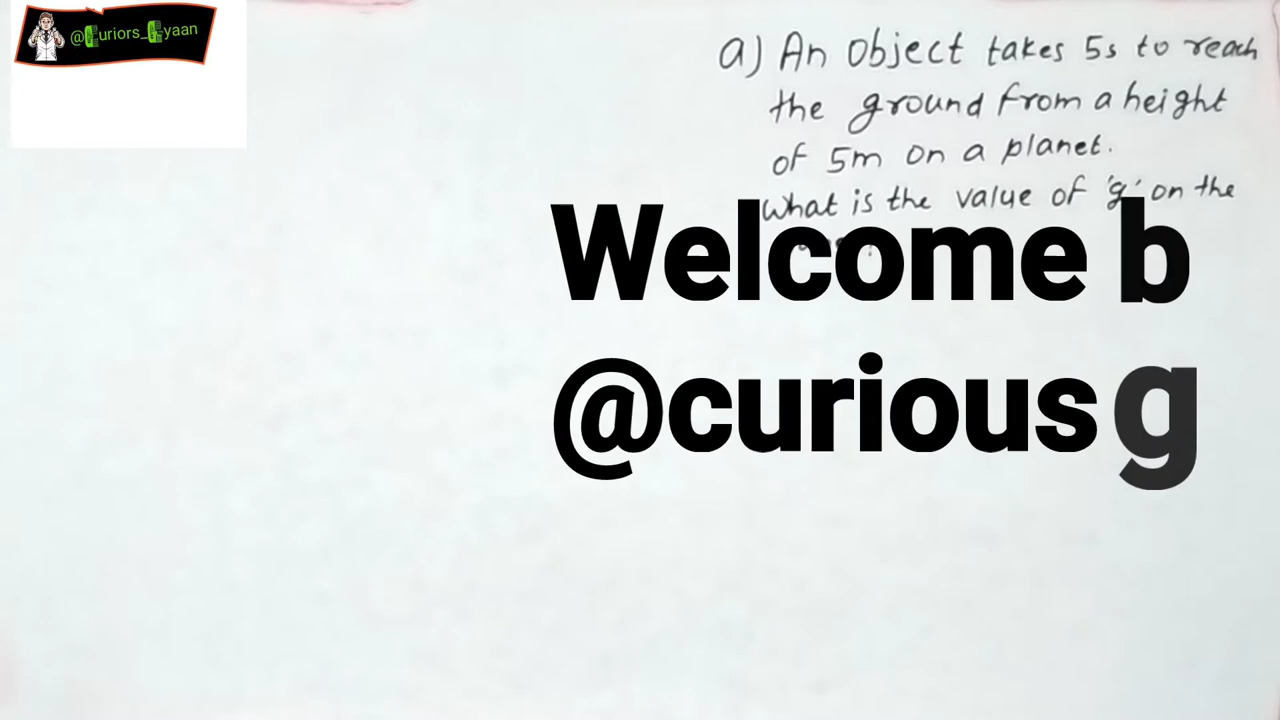 @Curiors_Gyaan
a) An object takes 5s to reach
the ground from a height
of 5m on a planet.
What is the value of 'g' on the
Welcome b
@curious g